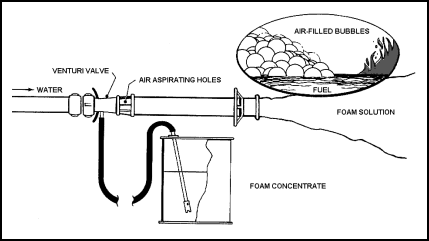 AIR-FILLED BUBBLES
FUEL
VENTURI VALVE
AIR ASPIRATING HOLES
WATER
FOAM SOLUTION
FOAM CONCENTRATE